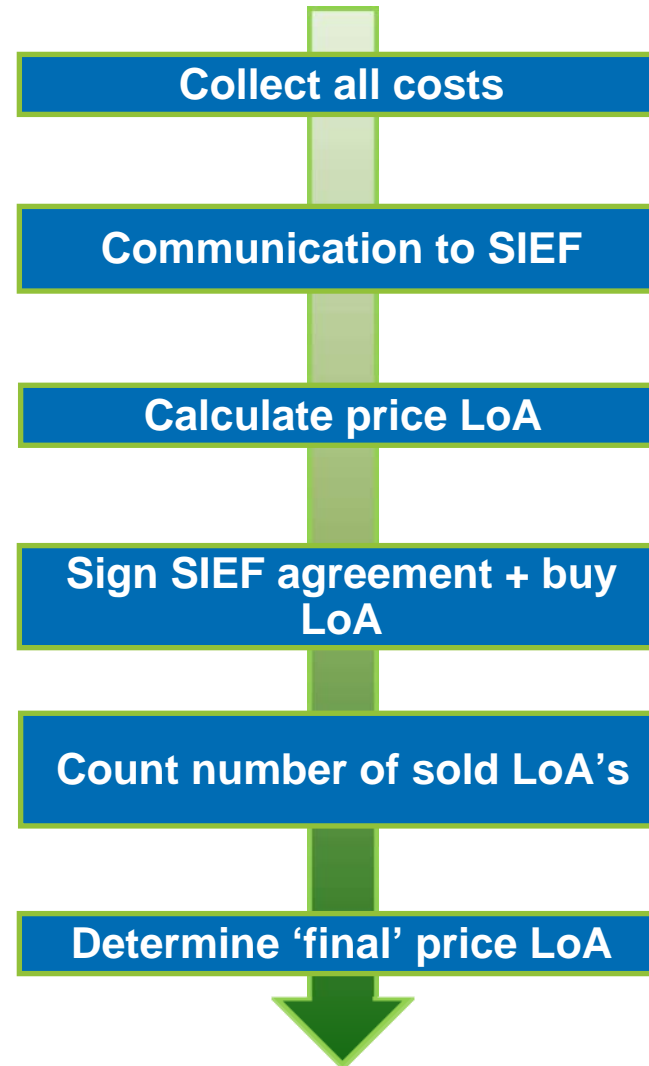 Collect all costs
Communication to SIEF
Calculate price LoA
Sign SIEF agreement + buy
LoA
Count number of sold LoA’s
Determine ‘final’ price LoA